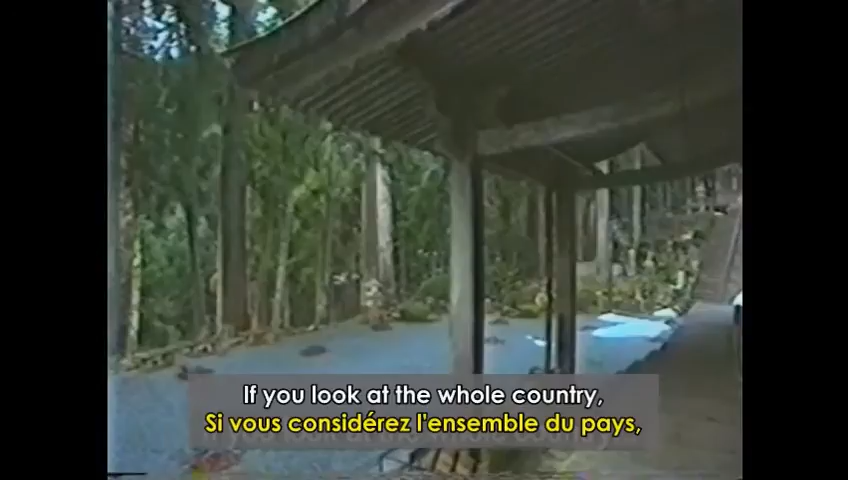 If you look at the whole country,
Si vous considérez l'ensemble du pays,